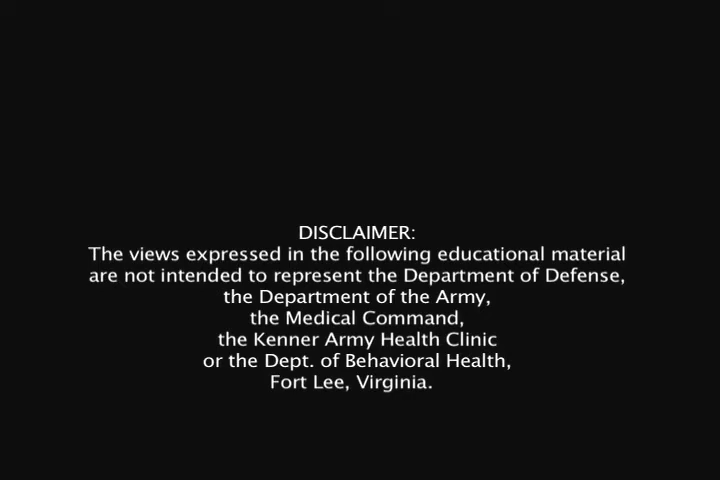 DISCLAIMER:
The views expressed in the following educational material
are not intended to represent the Department of Defense,
the Department of the Army,
the Medical Command,
the Kenner Army Health Clinic
or the Dept. of Behavioral Health,
Fort Lee, Virginia.